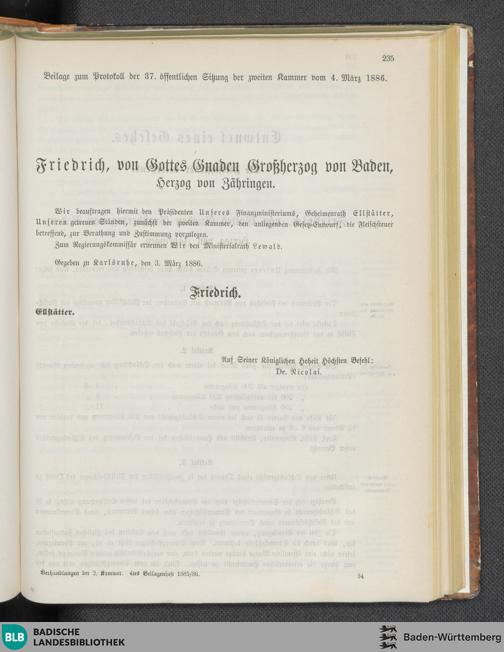 235
Beilage zum Protokoll der 37. öffentlichen Sitzung der zweiten Kammer vom 4. März 1886.
Friedrich, von Gottes Gnaden Großherzog von Baden,
Herzog von Zähringen.
Wir beauftragen hiermit den Präsidenten Unseres Finanzministeriums, Geheimenrath Ellstätter,
Unseren getreuen Ständen, zunächst der zweiten Kammer, den anliegenden Gesetz-Entwurf, die Fleischsteuer
betreffend, zur Berathung und Zustimmung vorzulegen.
Zum Regierungskommissär ernennen Wir den Ministerialrath Lewald.
Gegeben zu Karlsruhe, den 3. März 1886.
Friedrich.
Ellstätter.
Auf Seiner Königlichen Hoheit Höchsten Befehl:
Dr. Nicolai.
Verhandlungen der 2. Kammer. 4tes Beilagenheft 1885/86.
34
BLB BADISCHE
LANDESBIBLIOTHEK
Baden-Württemberg